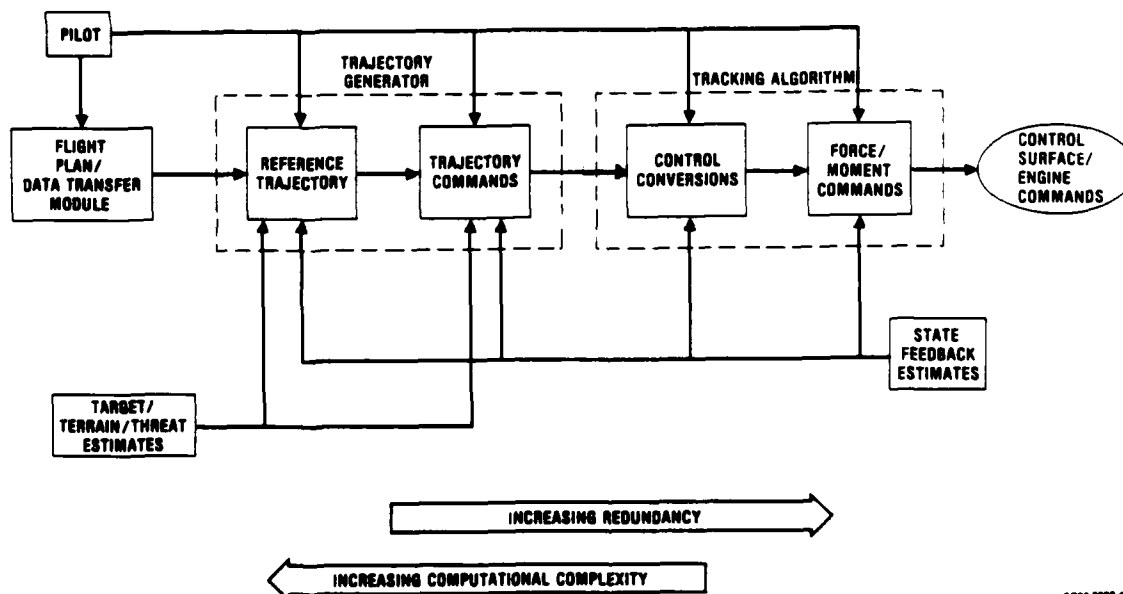 PILOT
TRAJECTORY
GENERATOR
TRACKING ALGORITHM
FLIGHT
PLAN/
DATA TRANSFER
MODULE
REFERENCE
TRAJECTORY
TRAJECTORY
COMMANDS
CONTROL
CONVERSIONS
FORCE/
MOMENT
COMMANDS
CONTROL
SURFACE/
ENGINE
COMMANDS
STATE
FEEDBACK
ESTIMATES
TARGET/
TERRAIN/THREAT
ESTIMATES
INCREASING REDUNDANCY
INCREASING COMPUTATIONAL COMPLEXITY